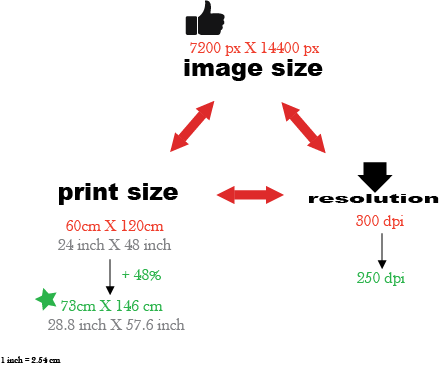 7200 px X 14400 px
image size
print size
resolution
60cm X 120cm
24 inch X 48 inch
300 dpi
+ 48%
250 dpi
73cm X 146 cm
28.8 inch X 57.6 inch
1 inch = 2.54 cm